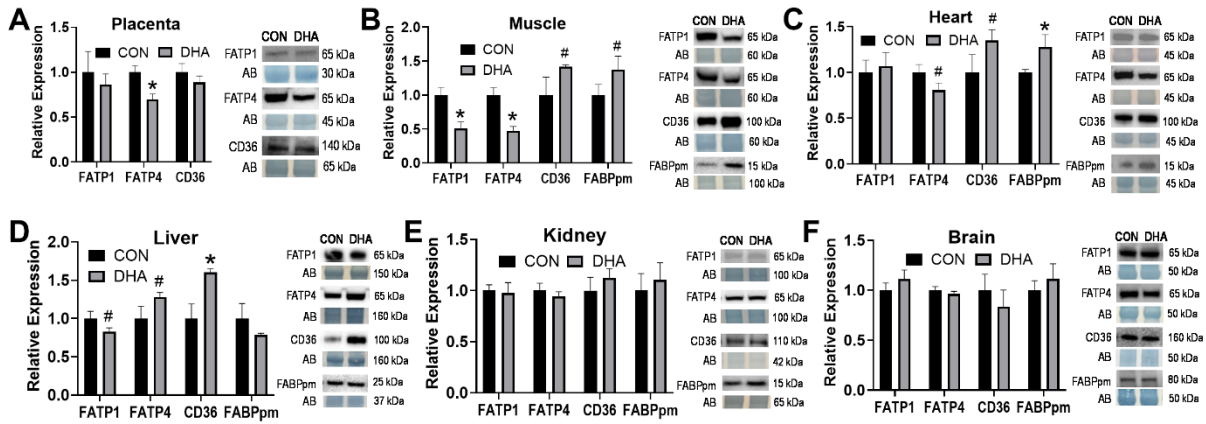 A
Placenta
Relative Expression
1.5
1.0
0.5
0.0
CON
DHA
*
FATP1
FATP4
CD36
CON DHA
FATP1
65 kDa
AB
30 kDa
FATP4
65 kDa
AB
45 kDa
CD36
140 kDa
AB
65 kDa
B
Muscle
Relative Expression
2.0
1.5
1.0
0.5
0.0
CON
DHA
*
*
#
#
FATP1
FATP4
CD36
FABPpm
CON DHA
FATP1
65 kDa
AB
60 kDa
FATP4
65 kDa
AB
60 kDa
CD36
100 kDa
AB
60 kDa
FABPpm
15 kDa
AB
100 kDa
C
Heart
Relative Expression
1.5
1.0
0.5
0.0
CON
DHA
#
#
*
FATP1
FATP4
CD36
FABPpm
CON DHA
FATP1
65 kDa
AB
45 kDa
FATP4
65 kDa
AB
45 kDa
CD36
100 kDa
AB
45 kDa
FABPpm
15 kDa
AB
45 kDa
D
Liver
Relative Expression
2.0
1.5
1.0
0.5
0.0
CON
DHA
#
#
*
FATP1
FATP4
CD36
FABPpm
CON DHA
FATP1
65 kDa
AB
150 kDa
FATP4
65 kDa
AB
160 kDa
CD36
100 kDa
AB
160 kDa
FABPpm
25 kDa
AB
37 kDa
E
Kidney
Relative Expression
1.5
1.0
0.5
0.0
CON
DHA
FATP1
FATP4
CD36
FABPpm
CON DHA
FATP1
65 kDa
AB
100 kDa
FATP4
65 kDa
AB
100 kDa
CD36
110 kDa
AB
42 kDa
FABPpm
15 kDa
AB
65 kDa
F
Brain
Relative Expression
1.5
1.0
0.5
0.0
CON
DHA
FATP1
FATP4
CD36
FABPpm
CON DHA
FATP1
65 kDa
AB
50 kDa
FATP4
65 kDa
AB
50 kDa
CD36
160 kDa
AB
50 kDa
FABPpm
80 kDa
AB
50 kDa